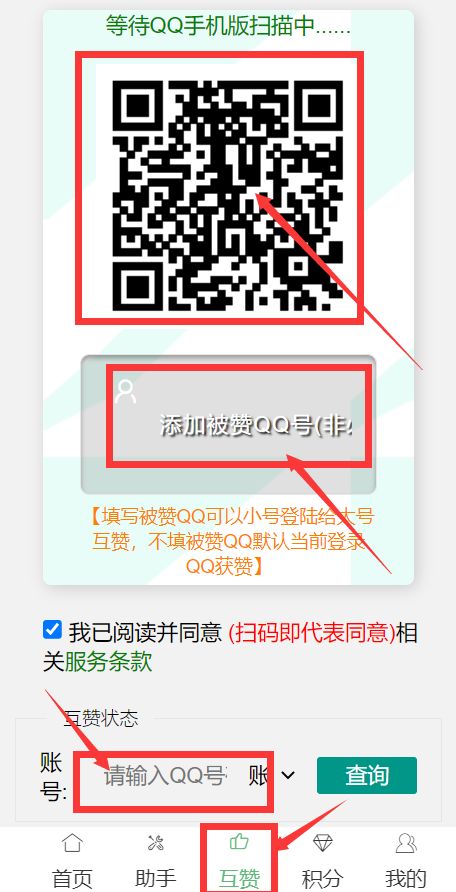 等待QQ手机版扫描中......
添加被赞QQ号(非
【填写被赞QQ可以小号登陆给大号
互赞，不填被赞QQ默认当前登录
QQ获赞】
我已阅读并同意 (扫码即代表同意)相
关服务条款
互赞状态
账
号:
请输入QQ号
账
查询
首页
助手
互赞
积分
我的